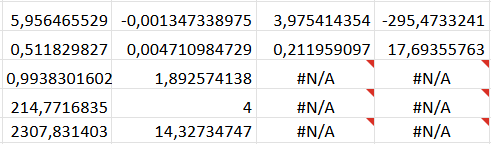 5,956465529 -0,001347338975 3,975414354 -295,4733241
0,511829827 0,004710984729 0,211959097 17,69355763
0,9938301602 1,892574138 #N/A #N/A
214,7716835 4 #N/A #N/A
2307,831403 14,32734747 #N/A #N/A